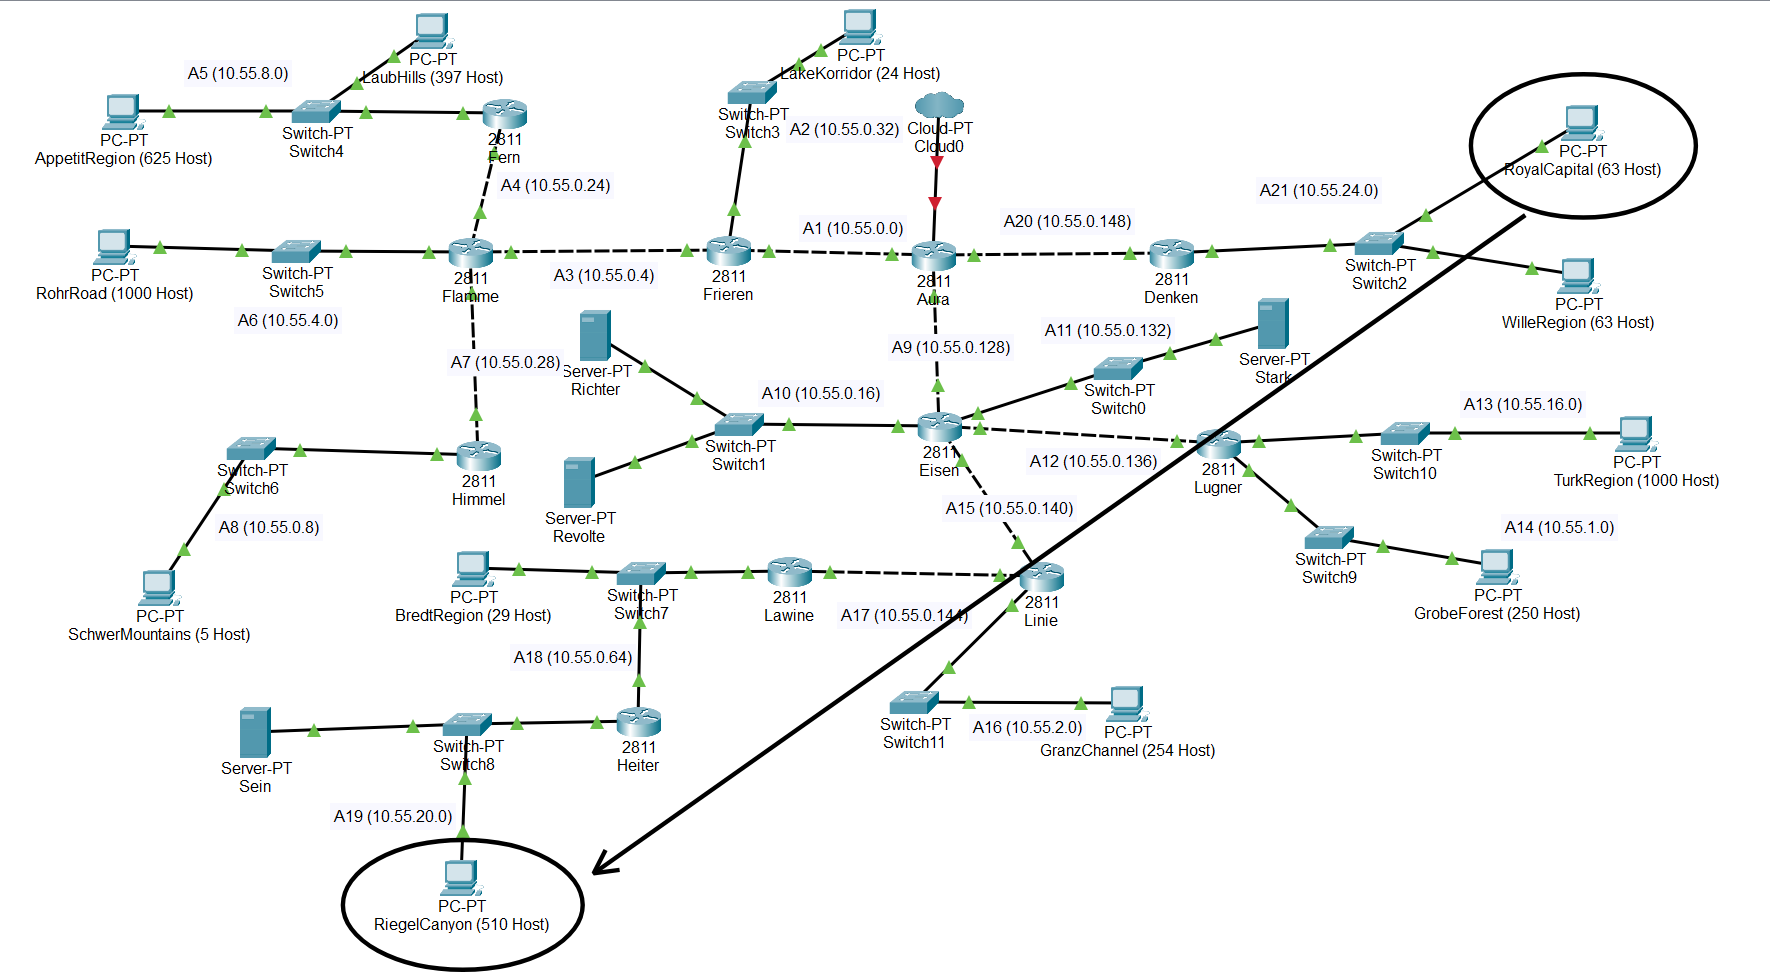 PC-PT
LaubHills (397 Host)
A5 (10.55.8.0)
PC-PT
AppetitRegion (625 Host)
Switch-PT
Switch4
2811
Fern
A4 (10.55.0.24)
PC-PT
LakeKorridor (24 Host)
Switch-PT
Switch3
A2 (10.55.0.32)
Cloud-PT
Cloud0
PC-PT
RoyalCapital (63 Host)
A21 (10.55.24.0)
A1 (10.55.0.0)
A20 (10.55.0.148)
PC-PT
RohrRoad (1000 Host)
Switch-PT
Switch5
2811
Flamme
A3 (10.55.0.4)
2811
Frieren
2811
Aura
2811
Denken
Switch-PT
Switch2
PC-PT
WilleRegion (63 Host)
A6 (10.55.4.0)
A7 (10.55.0.28)
Server-PT
Richter
A9 (10.55.0.128)
A11 (10.55.0.132)
Server-PT
Stark
Switch-PT
Switch0
A10 (10.55.0.16)
A13 (10.55.16.0)
Switch-PT
Switch6
2811
Himmel
Switch-PT
Switch1
2811
Eisen
A12 (10.55.0.136)
2811
Lugner
Switch-PT
Switch10
PC-PT
TurkRegion (1000 Host)
A8 (10.55.0.8)
Server-PT
Revolte
A15 (10.55.0.140)
A14 (10.55.1.0)
Switch-PT
Switch9
PC-PT
GrobeForest (250 Host)
PC-PT
SchwerMountains (5 Host)
PC-PT
BredtRegion (29 Host)
Switch-PT
Switch7
2811
Lawine
A17 (10.55.0.144)
2811
Linie
A18 (10.55.0.64)
Server-PT
Sein
Switch-PT
Switch8
2811
Heiter
Switch-PT
Switch11
A16 (10.55.2.0)
PC-PT
GranzChannel (254 Host)
A19 (10.55.20.0)
PC-PT
RiegelCanyon (510 Host)